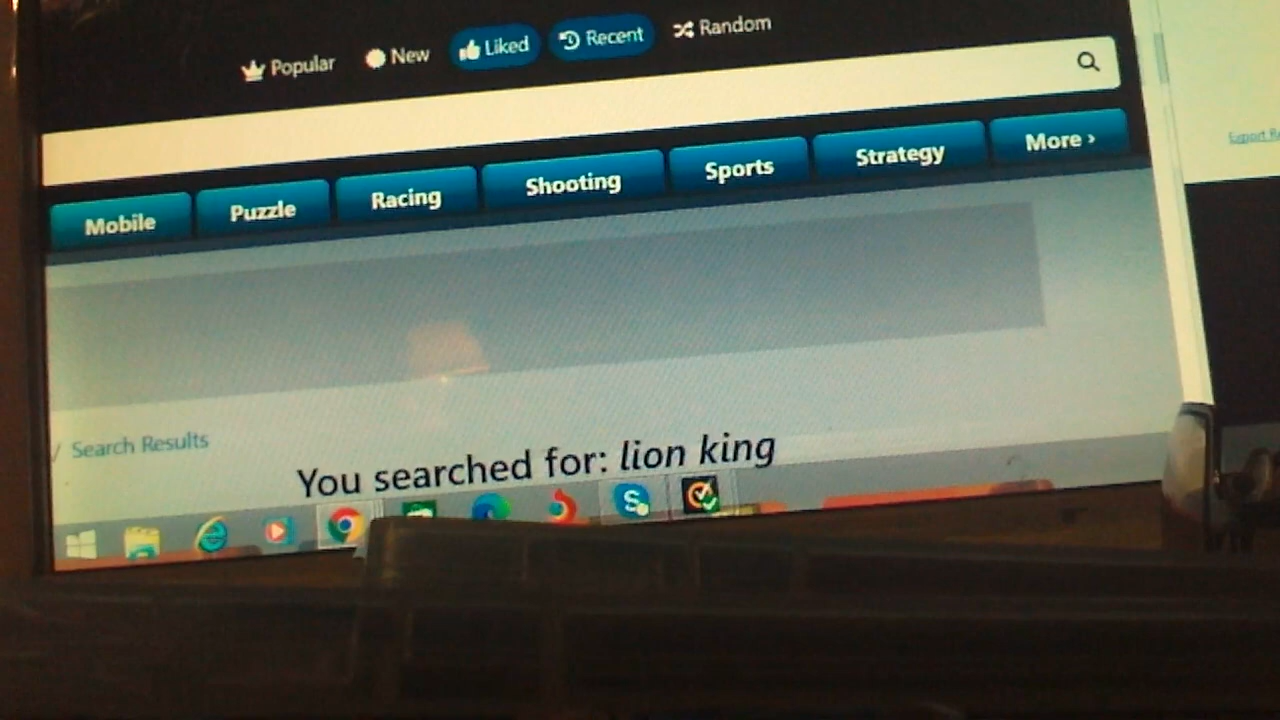 Popular New Liked Recent Random
Mobile Puzzle Racing Shooting Sports Strategy More ›
/ Search Results
You searched for: lion king
S